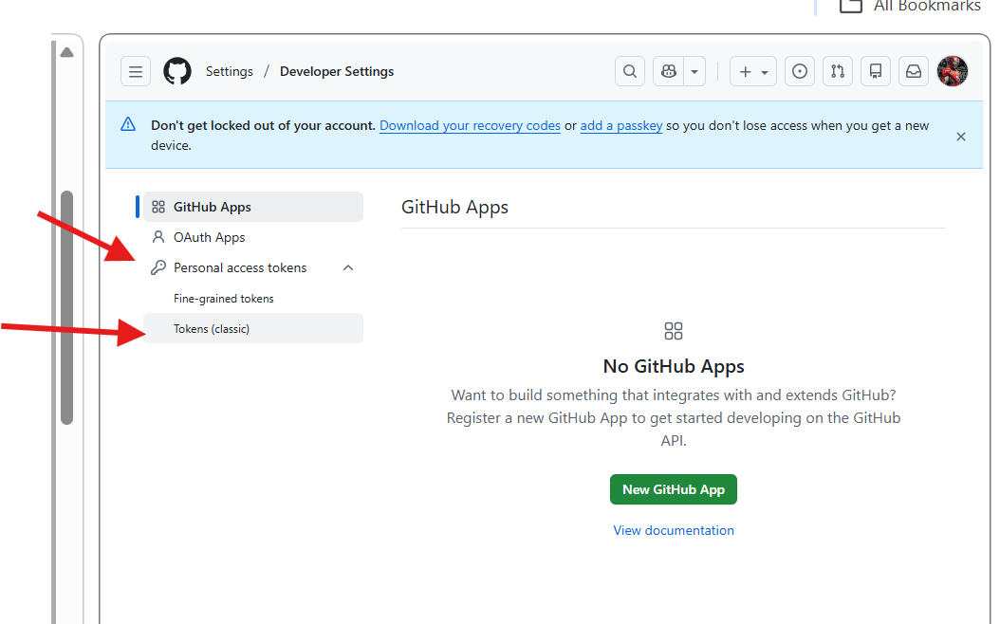 All Bookmarks
Settings / Developer Settings
Don't get locked out of your account. Download your recovery codes or add a passkey so you don't lose access when you get a new
device.
GitHub Apps
OAuth Apps
Personal access tokens
Fine-grained tokens
Tokens (classic)
GitHub Apps
No GitHub Apps
Want to build something that integrates with and extends GitHub?
Register a new GitHub App to get started developing on the GitHub
API.
New GitHub App
View documentation